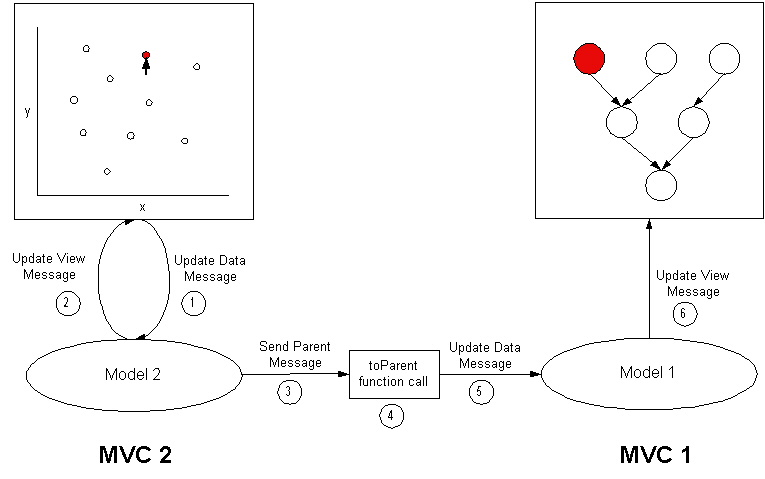 y
x
Update View
Message
2
Update Data
Message
1
Update View
Message
6
Model 2
Send Parent
Message
3
toParent
function call
4
Update Data
Message
5
Model 1
MVC 2
MVC 1